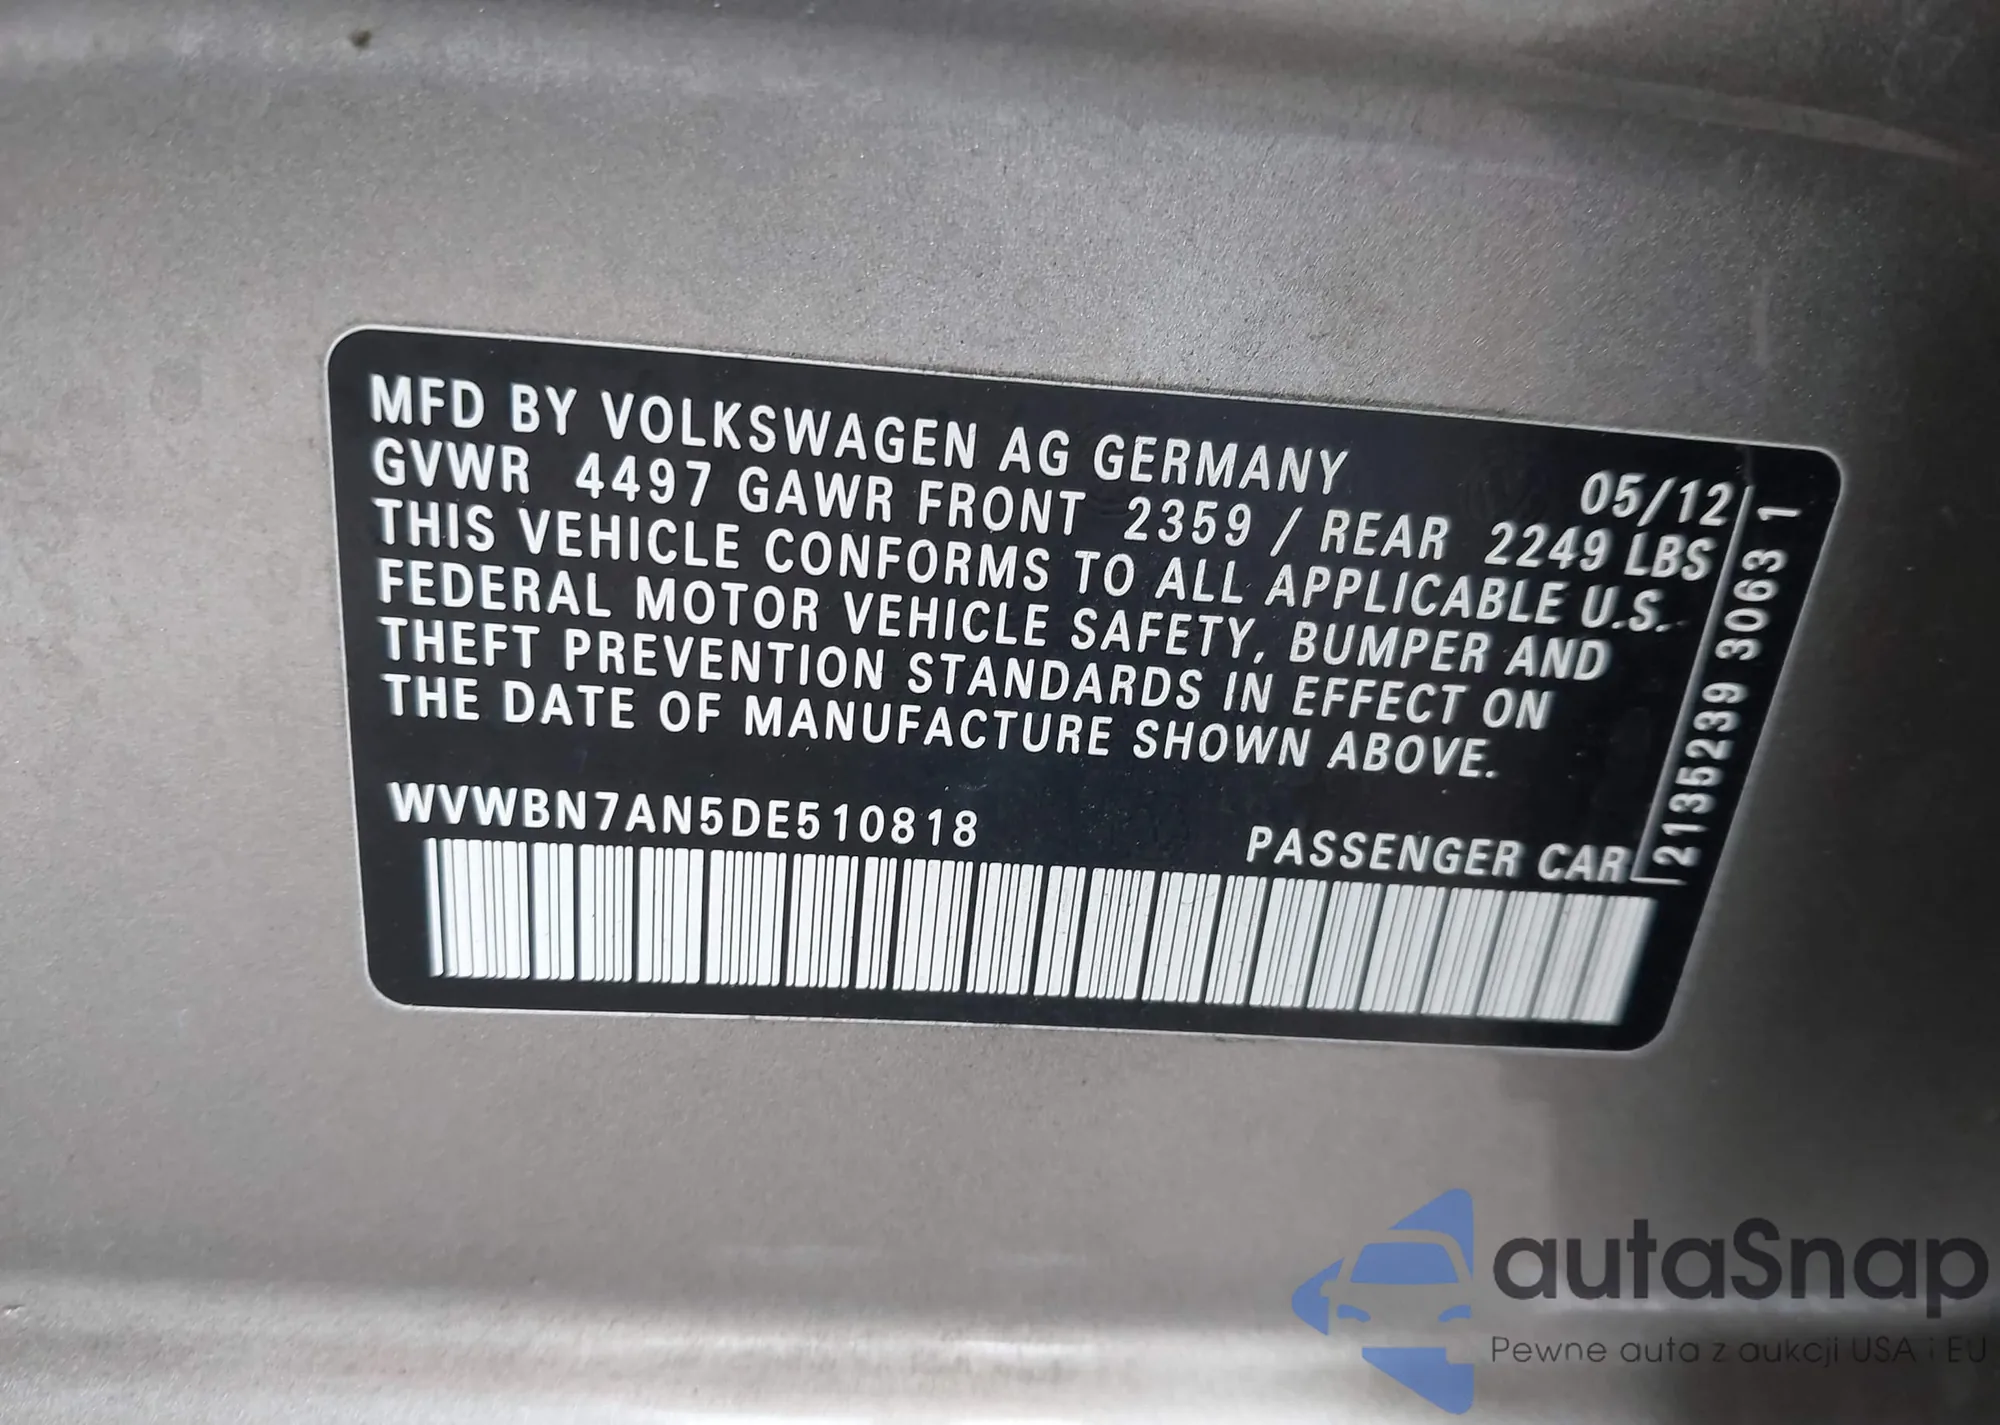 MFD BY VOLKSWAGEN AG GERMANY 05/12
GVWR 4497 GAWR FRONT 2359 / REAR 2249 LBS
THIS VEHICLE CONFORMS TO ALL APPLICABLE U.S.
FEDERAL MOTOR VEHICLE SAFETY, BUMPER AND
THEFT PREVENTION STANDARDS IN EFFECT ON
THE DATE OF MANUFACTURE SHOWN ABOVE.
WVWBN7AN5DE510818
PASSENGER CAR
2135239 3063 1
autaSnap
Pewne auta z aukcji USA i EU